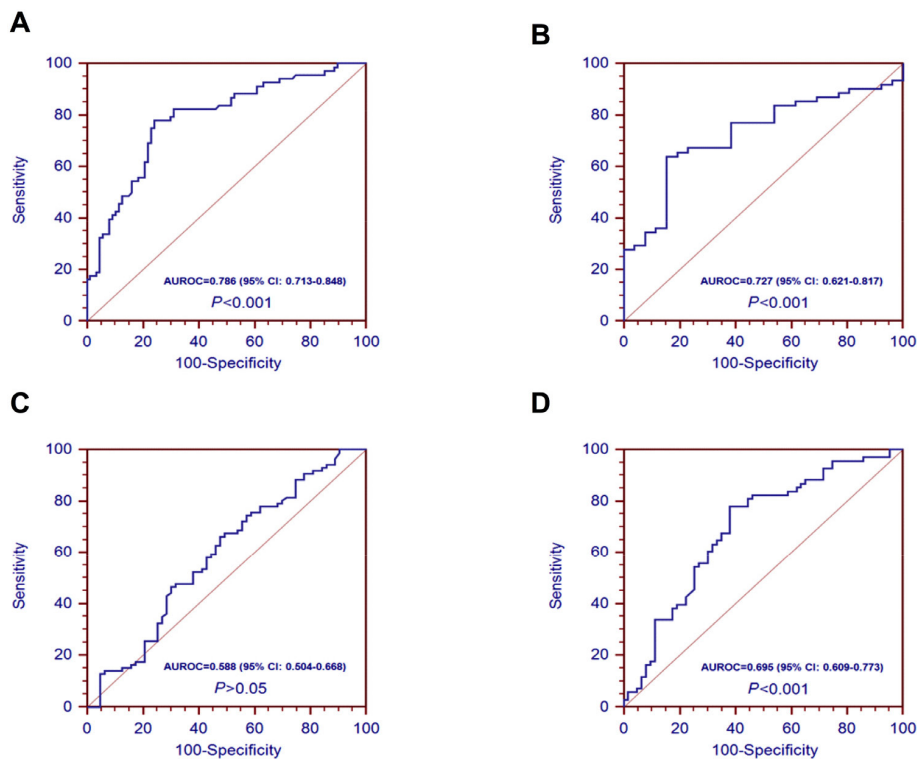 A
100
80
60
40
20
0
Sensitivity
AUROC=0.786 (95% CI: 0.713-0.848)
P<0.001
0 20 40 60 80 100
100-Specificity
B
100
80
60
40
20
0
Sensitivity
AUROC=0.727 (95% CI: 0.621-0.817)
P<0.001
0 20 40 60 80 100
100-Specificity
C
100
80
60
40
20
0
Sensitivity
AUROC=0.588 (95% CI: 0.504-0.668)
P>0.05
0 20 40 60 80 100
100-Specificity
D
100
80
60
40
20
0
Sensitivity
AUROC=0.695 (95% CI: 0.609-0.773)
P<0.001
0 20 40 60 80 100
100-Specificity